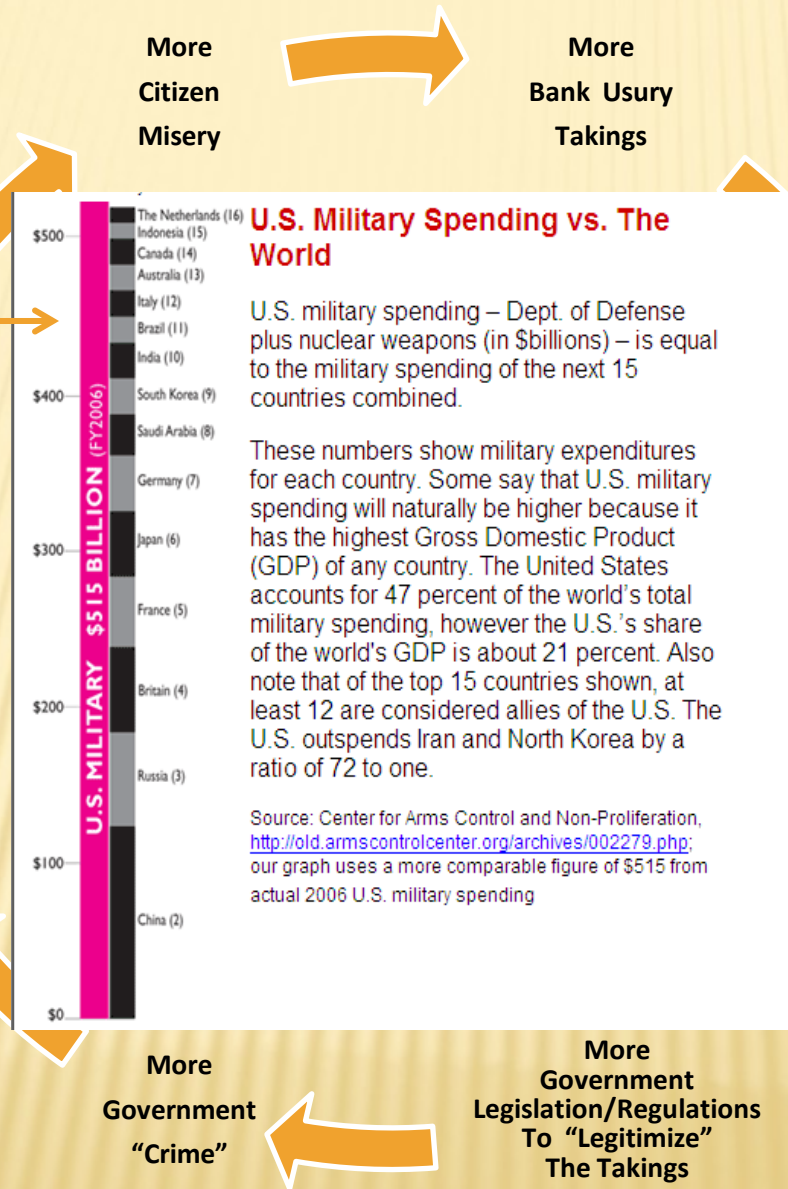 More
Citizen
Misery
More
Bank Usury
Takings
$500
$400
$300
$200
$100
$0
U.S. MILITARY $515 BILLION (FY2006)
The Netherlands (16)
Indonesia (15)
Canada (14)
Australia (13)
Italy (12)
Brazil (11)
India (10)
South Korea (9)
Saudi Arabia (8)
Germany (7)
Japan (6)
France (5)
Britain (4)
Russia (3)
China (2)
U.S. Military Spending vs. The
World
U.S. military spending – Dept. of Defense
plus nuclear weapons (in $billions) – is equal
to the military spending of the next 15
countries combined.
These numbers show military expenditures
for each country. Some say that U.S. military
spending will naturally be higher because it
has the highest Gross Domestic Product
(GDP) of any country. The United States
accounts for 47 percent of the world's total
military spending, however the U.S.'s share
of the world's GDP is about 21 percent. Also
note that of the top 15 countries shown, at
least 12 are considered allies of the U.S. The
U.S. outspends Iran and North Korea by a
ratio of 72 to one.
Source: Center for Arms Control and Non-Proliferation,
http://old.armscontrolcenter.org/archives/002279.php;
our graph uses a more comparable figure of $515 from
actual 2006 U.S. military spending
More
Government
"Crime"
More
Government
Legislation/Regulations
To "Legitimize"
The Takings